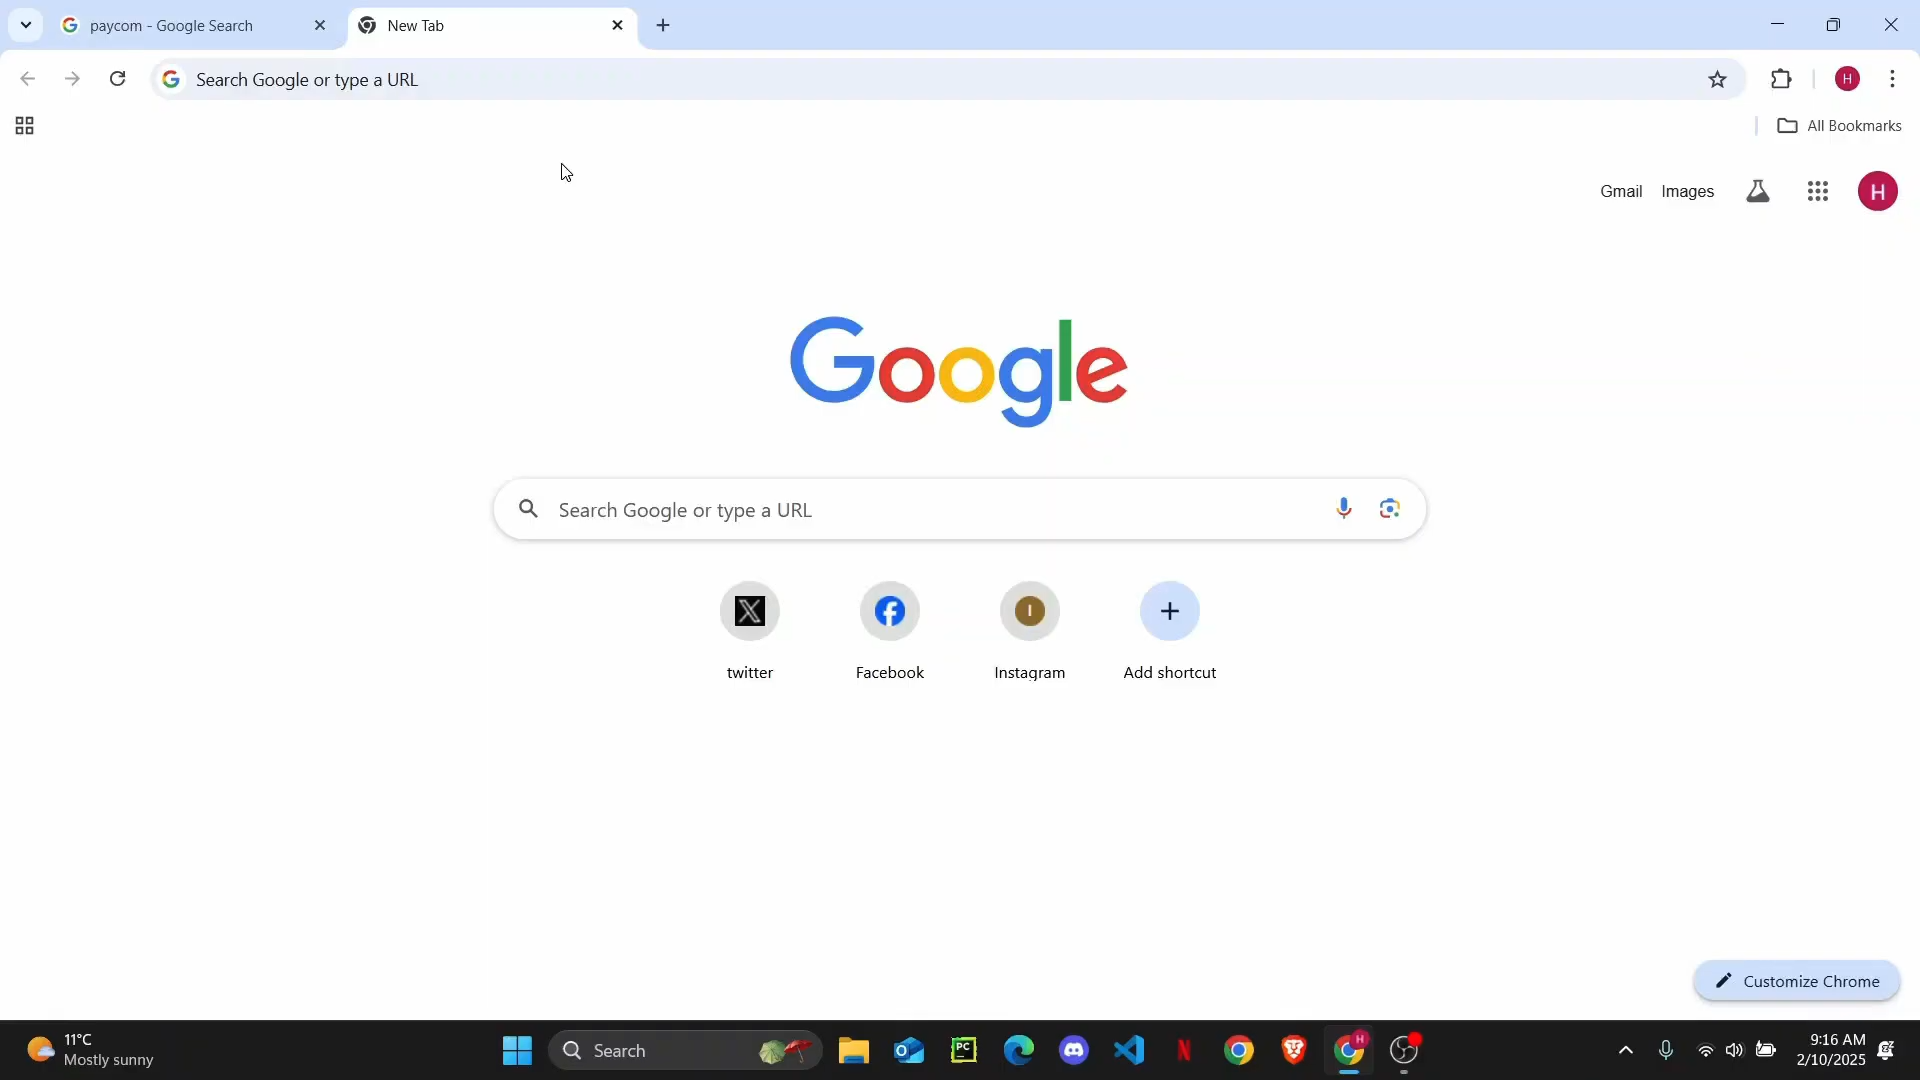 paycom - Google Search
New Tab
Search Google or type a URL
H
All Bookmarks
Gmail
Images
H
Google
Search Google or type a URL
I
twitter
Facebook
Instagram
Add shortcut
Customize Chrome
11°C
Mostly sunny
Search
PC
N
H
9:16 AM
2/10/2025